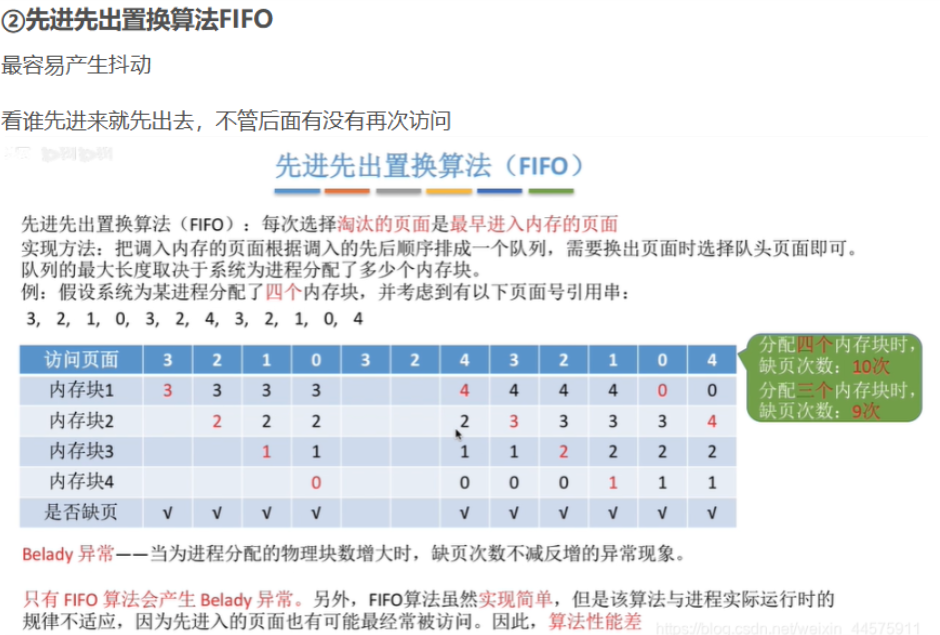 ②先进先出置换算法FIFO
最容易产生抖动
看谁先进来就先出去，不管后面有没有再次访问
先进先出置换算法（FIFO）
先进先出置换算法（FIFO）：每次选择淘汰的页面是最早进入内存的页面
实现方法：把调入内存的页面根据调入的先后顺序排成一个队列，需要换出页面时选择队头页面即可。
队列的最大长度取决于系统为进程分配了多少个内存块。
例：假设系统为某进程分配了四个内存块，并考虑到有以下页面号引用串：
3, 2, 1, 0, 3, 2, 4, 3, 2, 1, 0, 4
访问页面 3 2 1 0 3 2 4 3 2 1 0 4
内存块1 3 3 3 3 4 4 4 4 0 0
内存块2 2 2 2 2 3 3 3 3 4
内存块3 1 1 1 1 2 2 2 2
内存块4 0 0 0 0 1 1 1
是否缺页 √ √ √ √ √ √ √ √ √ √
分配四个内存块时，
缺页次数：10次
分配三个内存块时，
缺页次数：9次
Belady 异常——当为进程分配的物理块数增大时，缺页次数不减反增的异常现象。
只有 FIFO 算法会产生 Belady 异常。另外，FIFO算法虽然实现简单，但是该算法与进程实际运行时的
规律不适应，因为先进入的页面也有可能最经常被访问。因此，算法性能差
https://blog.csdn.net/weixin_44575911